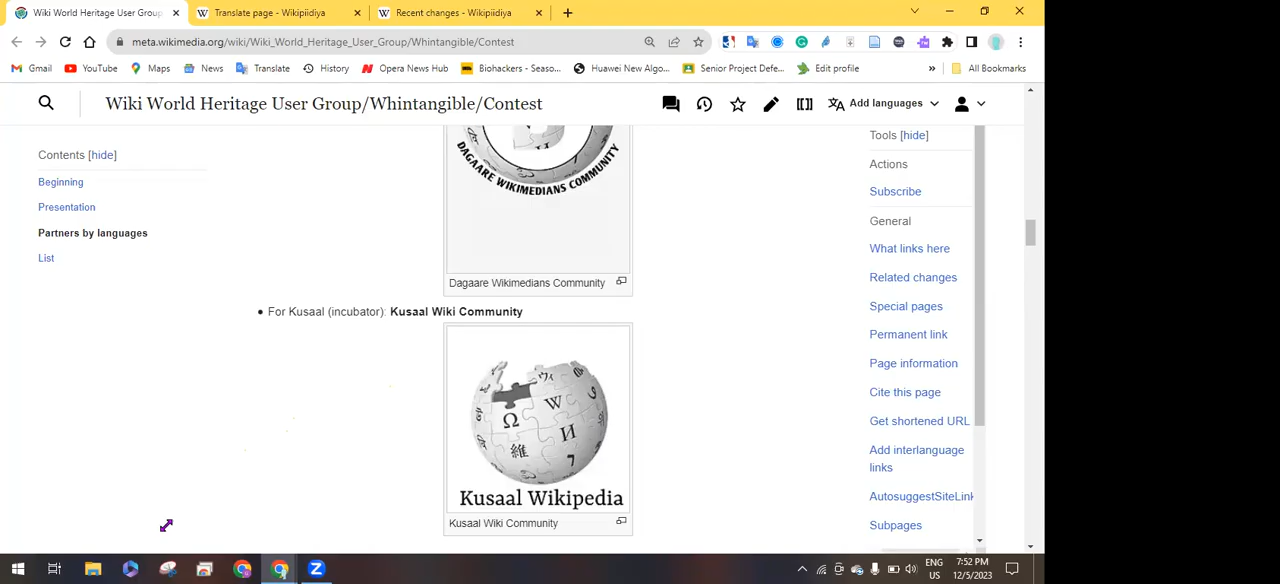 Wiki World Heritage User Group
Translate page - Wikipiidiya
Recent changes - Wikipiidiya
meta.wikimedia.org/wiki/Wiki_World_Heritage_User_Group/Whintangible/Contest
Gmail
YouTube
Maps
News
Translate
History
Opera News Hub
Biohackers - Seaso...
Huawei New Algo...
Senior Project Defe...
Edit profile
»
All Bookmarks
Wiki World Heritage User Group/Whintangible/Contest
Add languages
Contents [hide]
Beginning
Presentation
Partners by languages
List
DAGAARE WIKIMEDIANS COMMUNITY
Dagaare Wikimedians Community
• For Kusaal (incubator): Kusaal Wiki Community
Ω
W
И
維
ウィ
7
Kusaal Wikipedia
Kusaal Wiki Community
Tools [hide]
Actions
Subscribe
General
What links here
Related changes
Special pages
Permanent link
Page information
Cite this page
Get shortened URL
Add interlanguage
links
AutosuggestSiteLink
Subpages
ENG
US
7:52 PM
12/5/2023